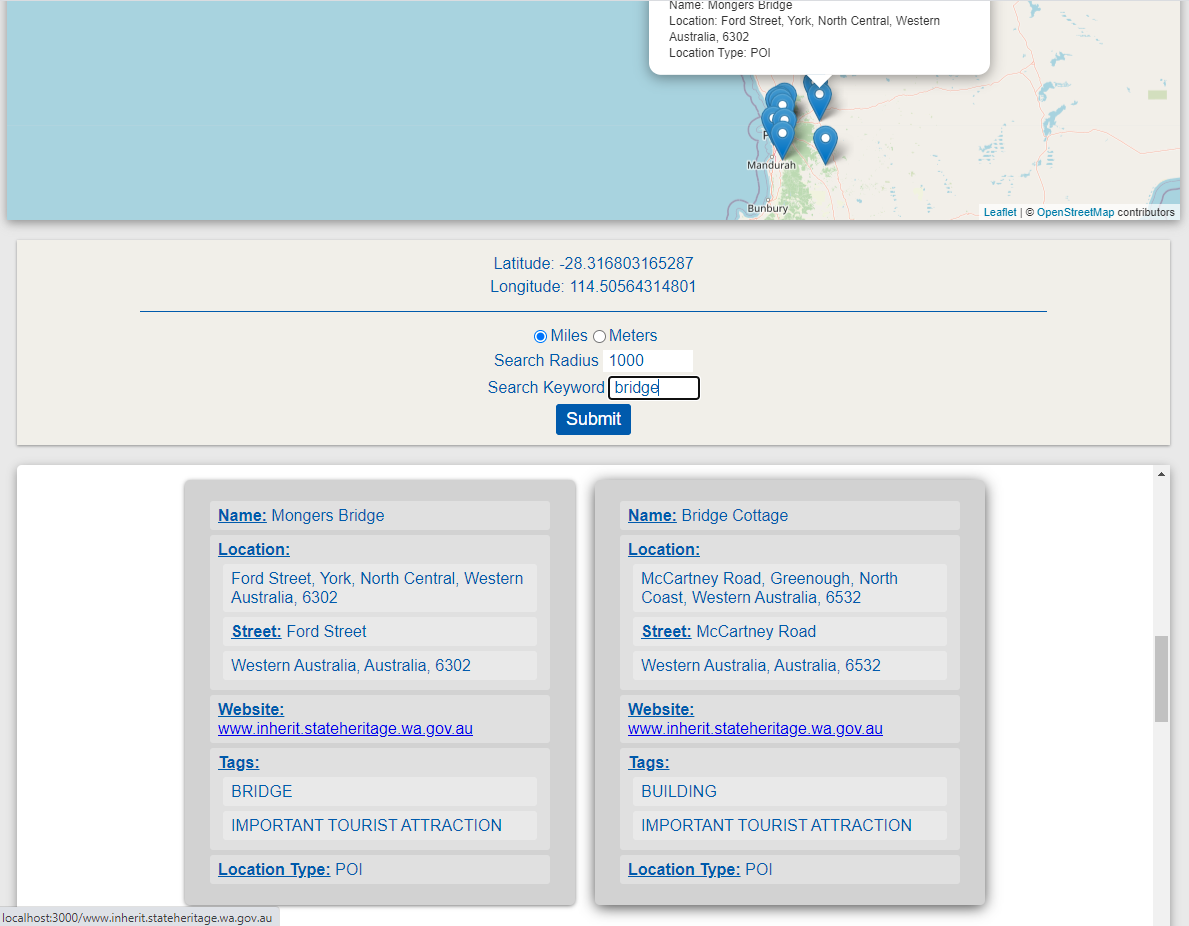 Name: Mongers Bridge
Location: Ford Street, York, North Central, Western
Australia, 6302
Location Type: POI
P
Mandurah
Bunbury
Leaflet | © OpenStreetMap contributors
Latitude: -28.316803165287
Longitude: 114.50564314801
Miles Meters
Search Radius 1000
Search Keyword bridge
Submit
Name: Mongers Bridge
Location:
Ford Street, York, North Central, Western
Australia, 6302
Street: Ford Street
Western Australia, Australia, 6302
Website:
www.inherit.stateheritage.wa.gov.au
Tags:
BRIDGE
IMPORTANT TOURIST ATTRACTION
Location Type: POI
Name: Bridge Cottage
Location:
McCartney Road, Greenough, North
Coast, Western Australia, 6532
Street: McCartney Road
Western Australia, Australia, 6532
Website:
www.inherit.stateheritage.wa.gov.au
Tags:
BUILDING
IMPORTANT TOURIST ATTRACTION
Location Type: POI
localhost:3000/www.inherit.stateheritage.wa.gov.au